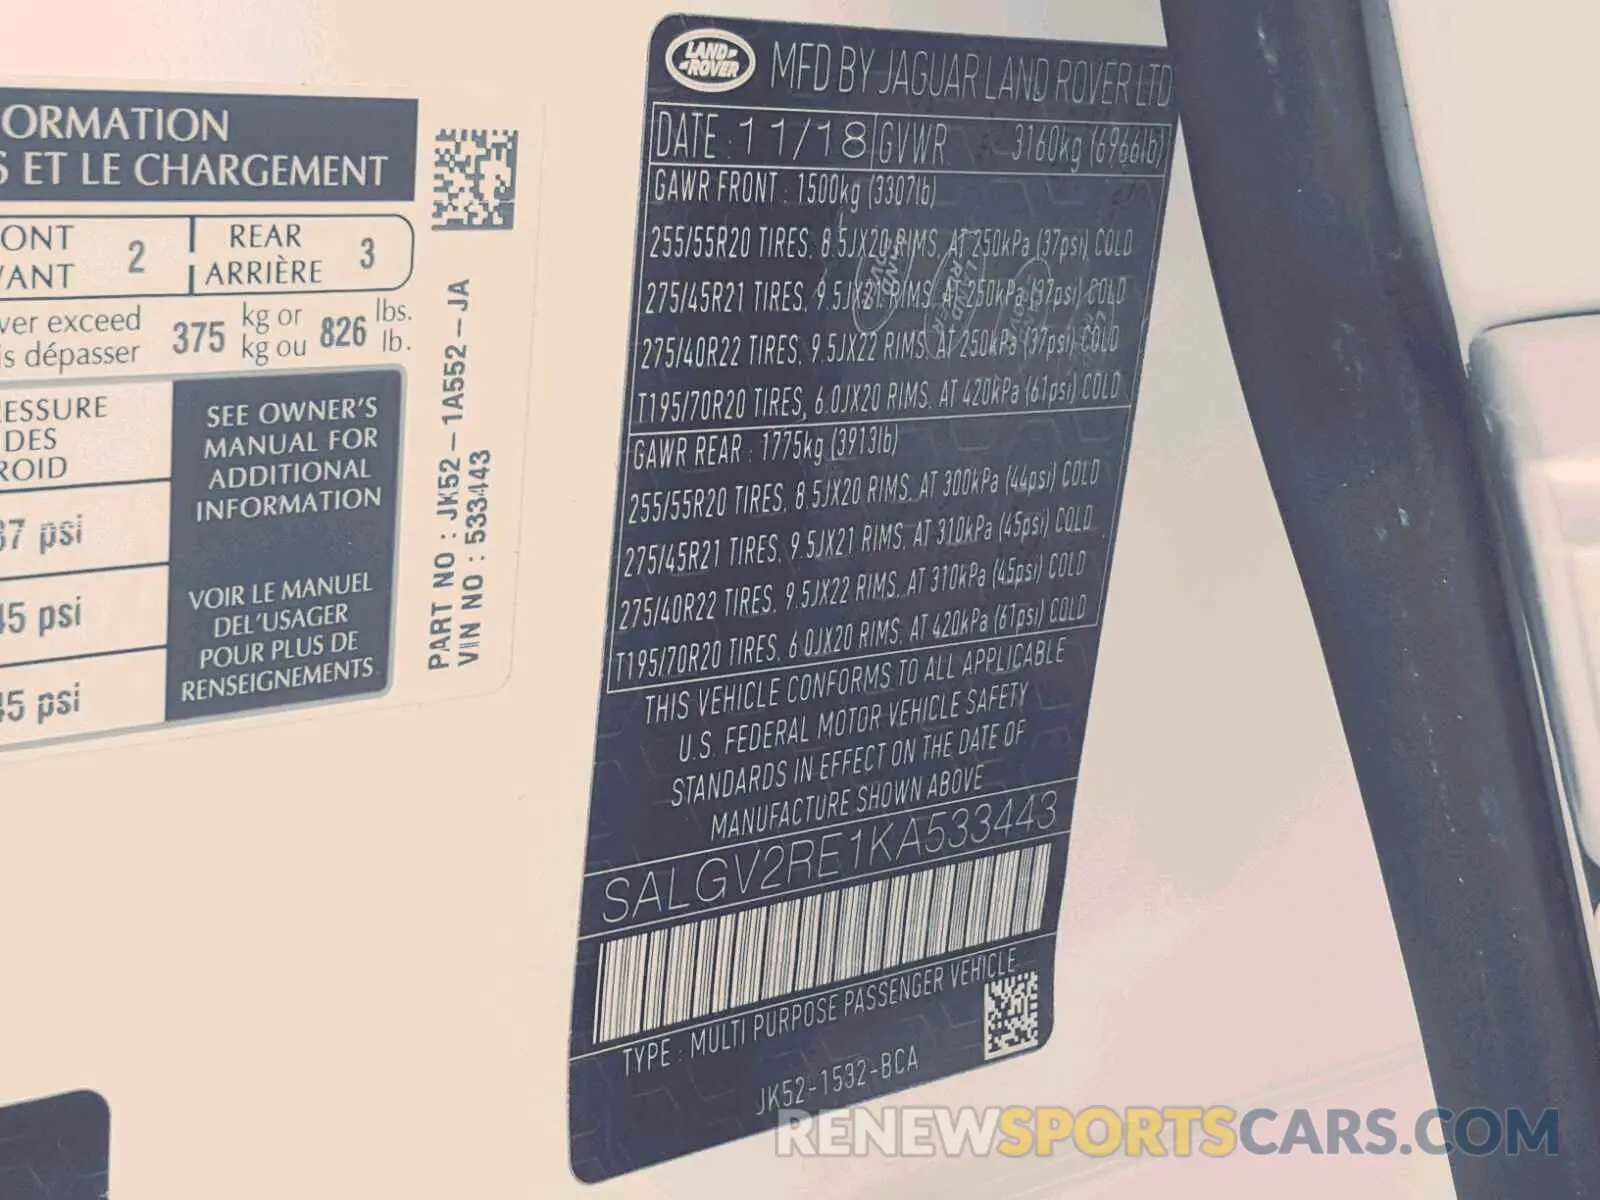 ORMATION
S ET LE CHARGEMENT
ONT
VANT
2
REAR
ARRIÈRE
3
ver exceed
is dépasser
375
kg or
kg ou
826
lbs.
lb.
ESSURE
DES
ROID
SEE OWNER'S
MANUAL FOR
ADDITIONAL
INFORMATION
37 psi
45 psi
45 psi
VOIR LE MANUEL
DEL'USAGER
POUR PLUS DE
RENSEIGNEMENTS
PART NO : JK52 - 1A552 - JA
VIN NO : 533443
LAND
ROVER
MFD BY JAGUAR LAND ROVER LTD
DATE : 11/18 GVWR 3160kg (6966lb)
GAWR FRONT : 1500kg (3307lb)
255/55R20 TIRES, 8.5JX20 RIMS, AT 250kPa (37psi) COLD
275/45R21 TIRES, 9.5JX21 RIMS, AT 250kPa (37psi) COLD
275/40R22 TIRES, 9.5JX22 RIMS, AT 250kPa (37psi) COLD
T195/70R20 TIRES, 6.0JX20 RIMS, AT 420kPa (61psi) COLD
GAWR REAR : 1775kg (3913lb)
255/55R20 TIRES, 8.5JX20 RIMS, AT 300kPa (44psi) COLD
275/45R21 TIRES, 9.5JX21 RIMS, AT 310kPa (45psi) COLD
275/40R22 TIRES, 9.5JX22 RIMS, AT 310kPa (45psi) COLD
T195/70R20 TIRES, 6.0JX20 RIMS, AT 420kPa (61psi) COLD
THIS VEHICLE CONFORMS TO ALL APPLICABLE
U.S. FEDERAL MOTOR VEHICLE SAFETY
STANDARDS IN EFFECT ON THE DATE OF
MANUFACTURE SHOWN ABOVE
SALGV2RE1KA533443
TYPE : MULTI PURPOSE PASSENGER VEHICLE
JK52-1532-BCA
RENEWSPORTSCARS.COM